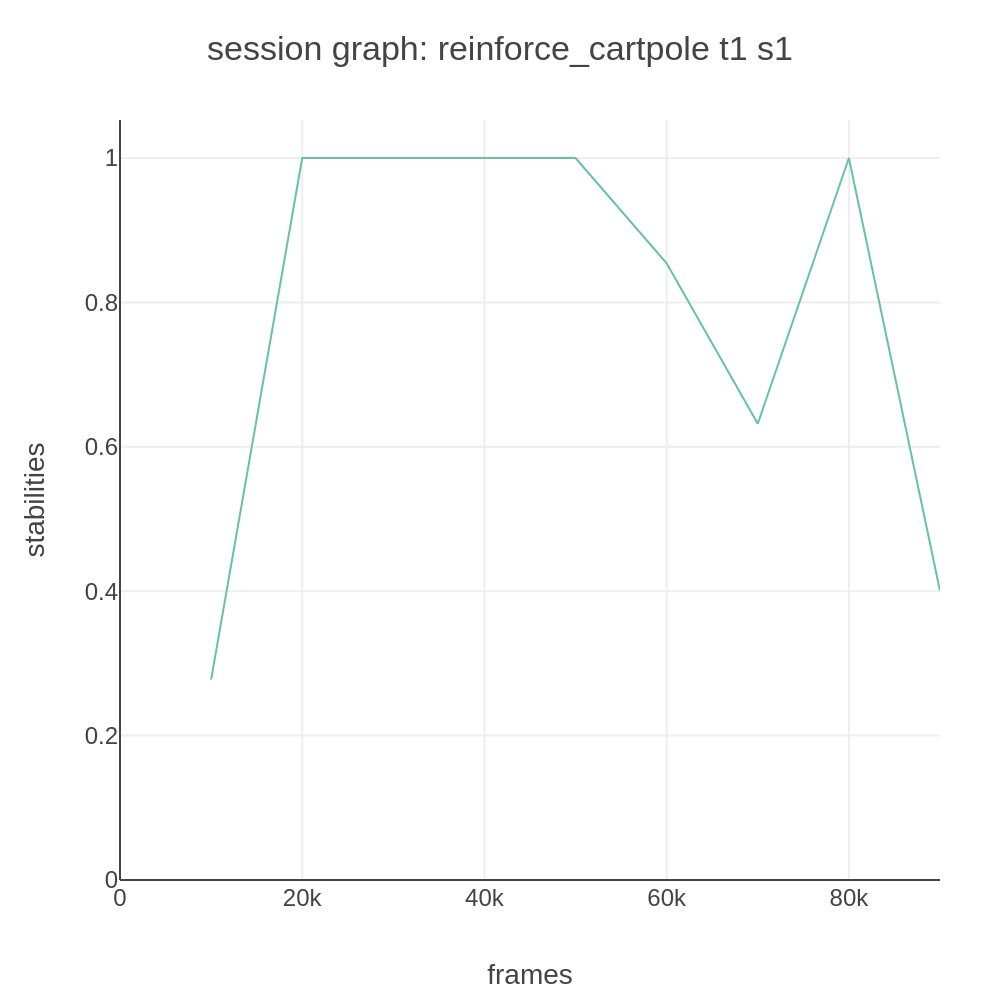 session graph: reinforce_cartpole t1 s1
1
0.8
0.6
0.4
0.2
0
stabilities
0
20k
40k
60k
80k
frames